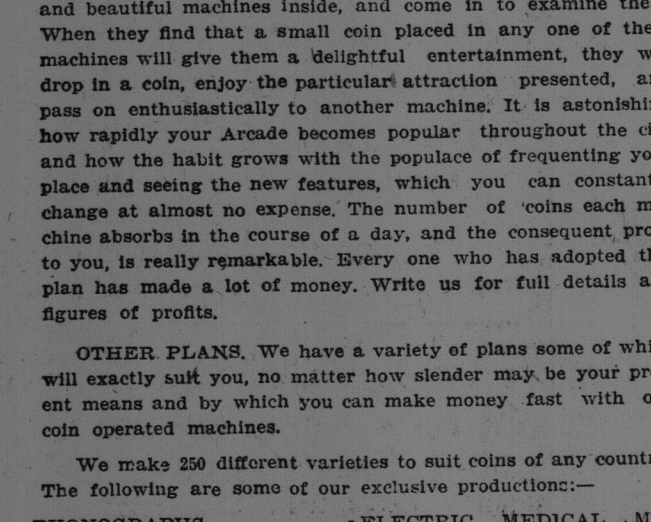 and beautiful machines inside, and come in to examine the
When they find that a small coin placed in any one of the
machines will give them a delightful entertainment, they w
drop in a coin, enjoy the particular attraction presented, a
pass on enthusiastically to another machine. It is astonishi
how rapidly your Arcade becomes popular throughout the ci
and how the habit grows with the populace of frequenting yo
place and seeing the new features, which you can constant
change at almost no expense. The number of coins each m
chine absorbs in the course of a day, and the consequent pro
to you, is really remarkable. Every one who has adopted th
plan has made a lot of money. Write us for full details a
figures of profits.
OTHER PLANS. We have a variety of plans some of whi
will exactly suit you, no matter how slender may be your pr
ent means and by which you can make money fast with o
coin operated machines.
We make 250 different varieties to suit coins of any countr
The following are some of our exclusive productions:—
PHONOGRAPHS ELECTRIC MEDICAL M